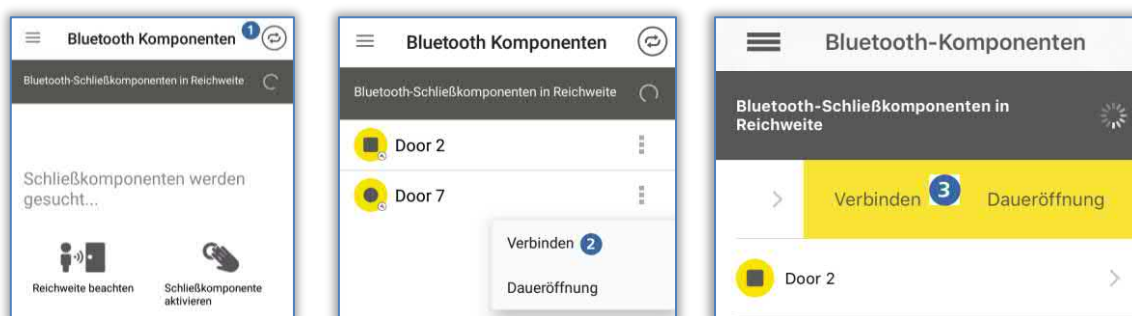 Bluetooth Komponenten 1
Bluetooth-Schließkomponenten in Reichweite
Schließkomponenten werden
gesucht...
Reichweite beachten
Schließkomponente
aktivieren
Bluetooth Komponenten
Bluetooth-Schließkomponenten in Reichweite
Door 2
Door 7
Verbinden 2
Daueröffnung
Bluetooth-Komponenten
Bluetooth-Schließkomponenten in
Reichweite
Verbinden 3 Daueröffnung
Door 2